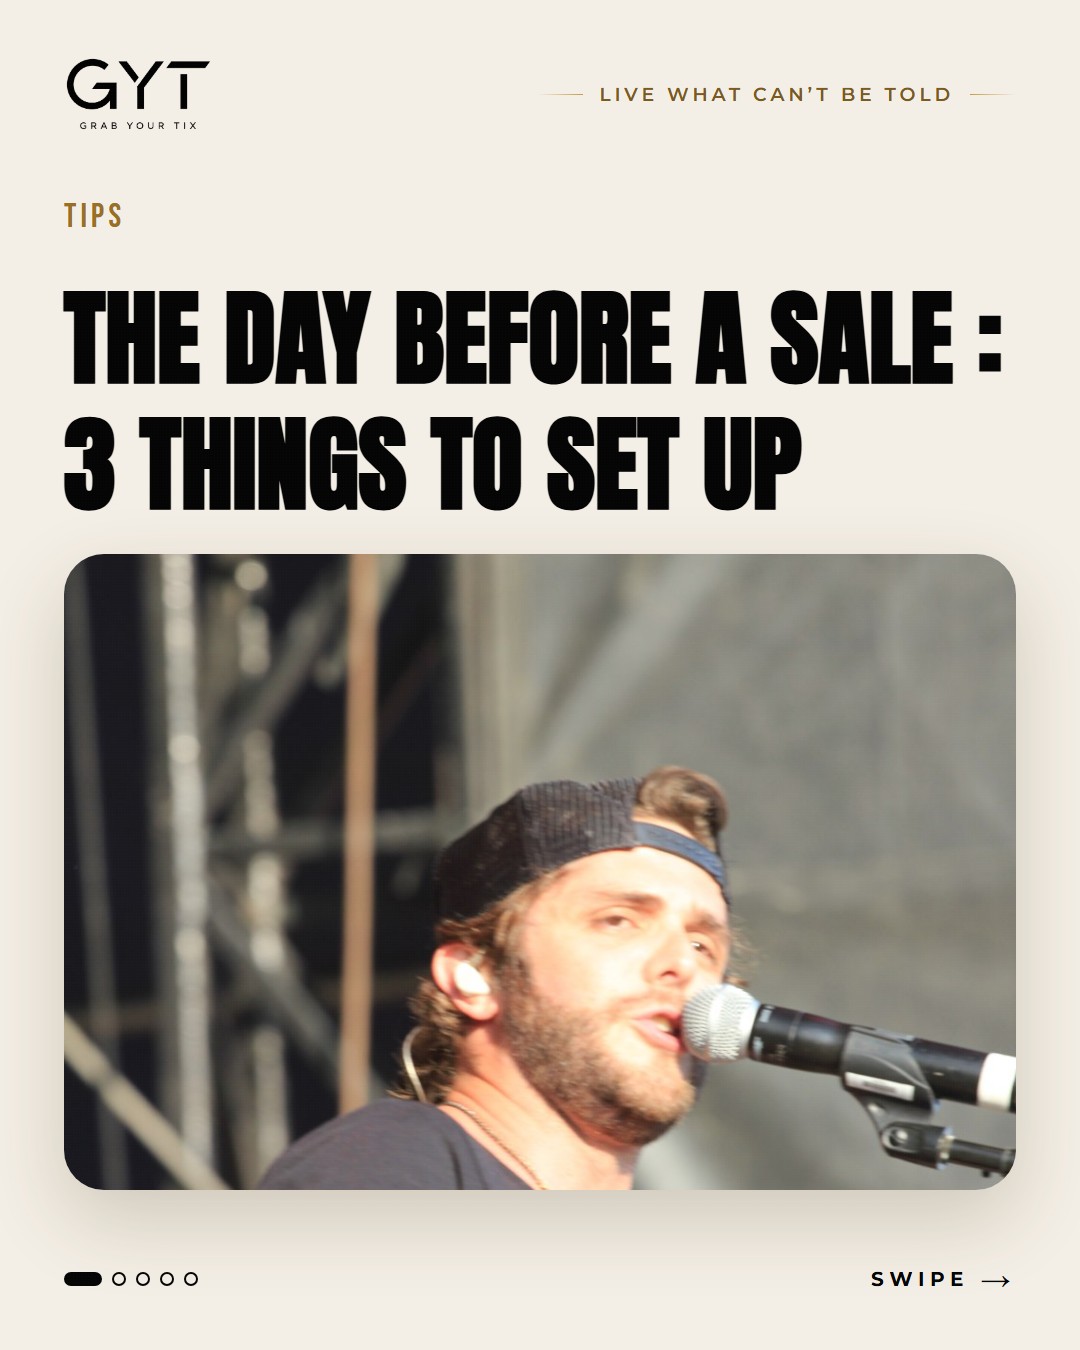 GYT
GRAB YOUR TIX
LIVE WHAT CAN’T BE TOLD
TIPS
THE DAY BEFORE A SALE :
3 THINGS TO SET UP
SWIPE →